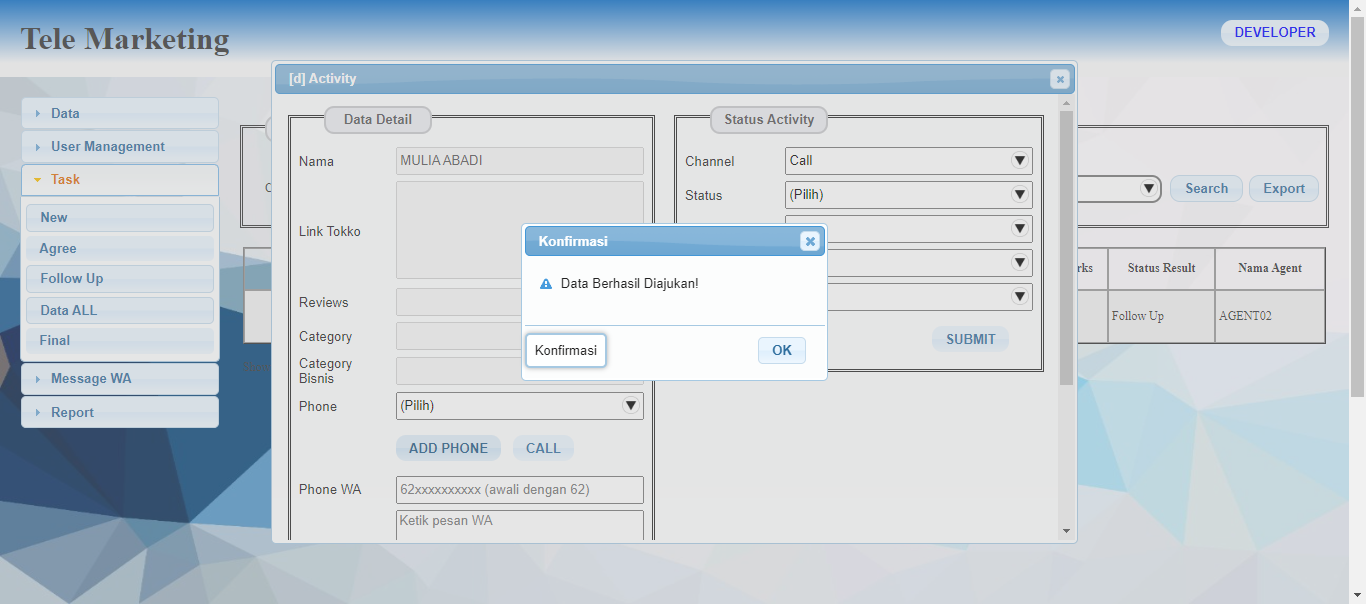 Tele Marketing
DEVELOPER
Data
User Management
Task
New
Agree
Follow Up
Data ALL
Final
Message WA
Report
[d] Activity
Data Detail
Nama
MULIA ABADI
Link Tokko
Reviews
Category
Category
Bisnis
Phone
(Pilih)
ADD PHONE
CALL
Phone WA
62xxxxxxxxxx (awali dengan 62)
Ketik pesan WA
Status Activity
Channel
Call
Status
(Pilih)
SUBMIT
Konfirmasi
Data Berhasil Diajukan!
Konfirmasi
OK
Search
Export
Status Result
Nama Agent
Follow Up
AGENT02